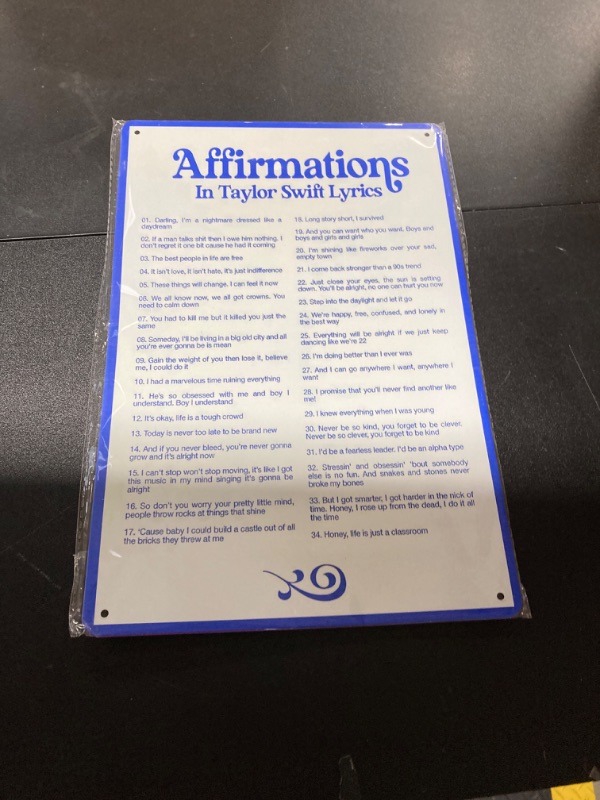 Affirmations
In Taylor Swift Lyrics
01. Darling, I'm a nightmare dressed like a
daydream
02. If a man talks shit then I owe him nothing. I
don't regret it one bit cause he had it coming
03. The best people in life are free
04. It isn't love, it isn't hate, it's just indifference
05. These things will change. I can feel it now
06. We all know now, we all got crowns. You
need to calm down
07. You had to kill me but it killed you just the
same
08. Someday, I'll be living in a big old city and all
you're ever gonna be is mean
09. Gain the weight of you then lose it, believe
me, I could do it
10. I had a marvelous time ruining everything
11. He's so obsessed with me and boy I
understand. Boy I understand
12. It's okay, life is a tough crowd
13. Today is never too late to be brand new
14. And if you never bleed, you're never gonna
grow and it's alright now
15. I can't stop won't stop moving, it's like I got
this music in my mind singing it's gonna be
alright
16. So don't you worry your pretty little mind,
people throw rocks at things that shine
17. 'Cause baby I could build a castle out of all
the bricks they threw at me
18. Long story short, I survived
19. And you can want who you want. Boys and
boys and girls and girls
20. I'm shining like fireworks over your sad,
empty town
21. I come back stronger than a 90s trend
22. Just close your eyes, the sun is setting
down. You'll be alright, no one can hurt you now
23. Step into the daylight and let it go
24. We're happy, free, confused, and lonely in
the best way
25. Everything will be alright if we just keep
dancing like we're 22
26. I'm doing better than I ever was
27. And I can go anywhere I want, anywhere I
want
28. I promise that you'll never find another like
me!
29. I knew everything when I was young
30. Never be so kind, you forget to be clever.
Never be so clever, you forget to be kind
31. I'd be a fearless leader. I'd be an alpha type
32. Stressin' and obsessin' 'bout somebody
else is no fun. And snakes and stones never
broke my bones
33. But I got smarter, I got harder in the nick of
time. Honey, I rose up from the dead, I do it all
the time
34. Honey, life is just a classroom